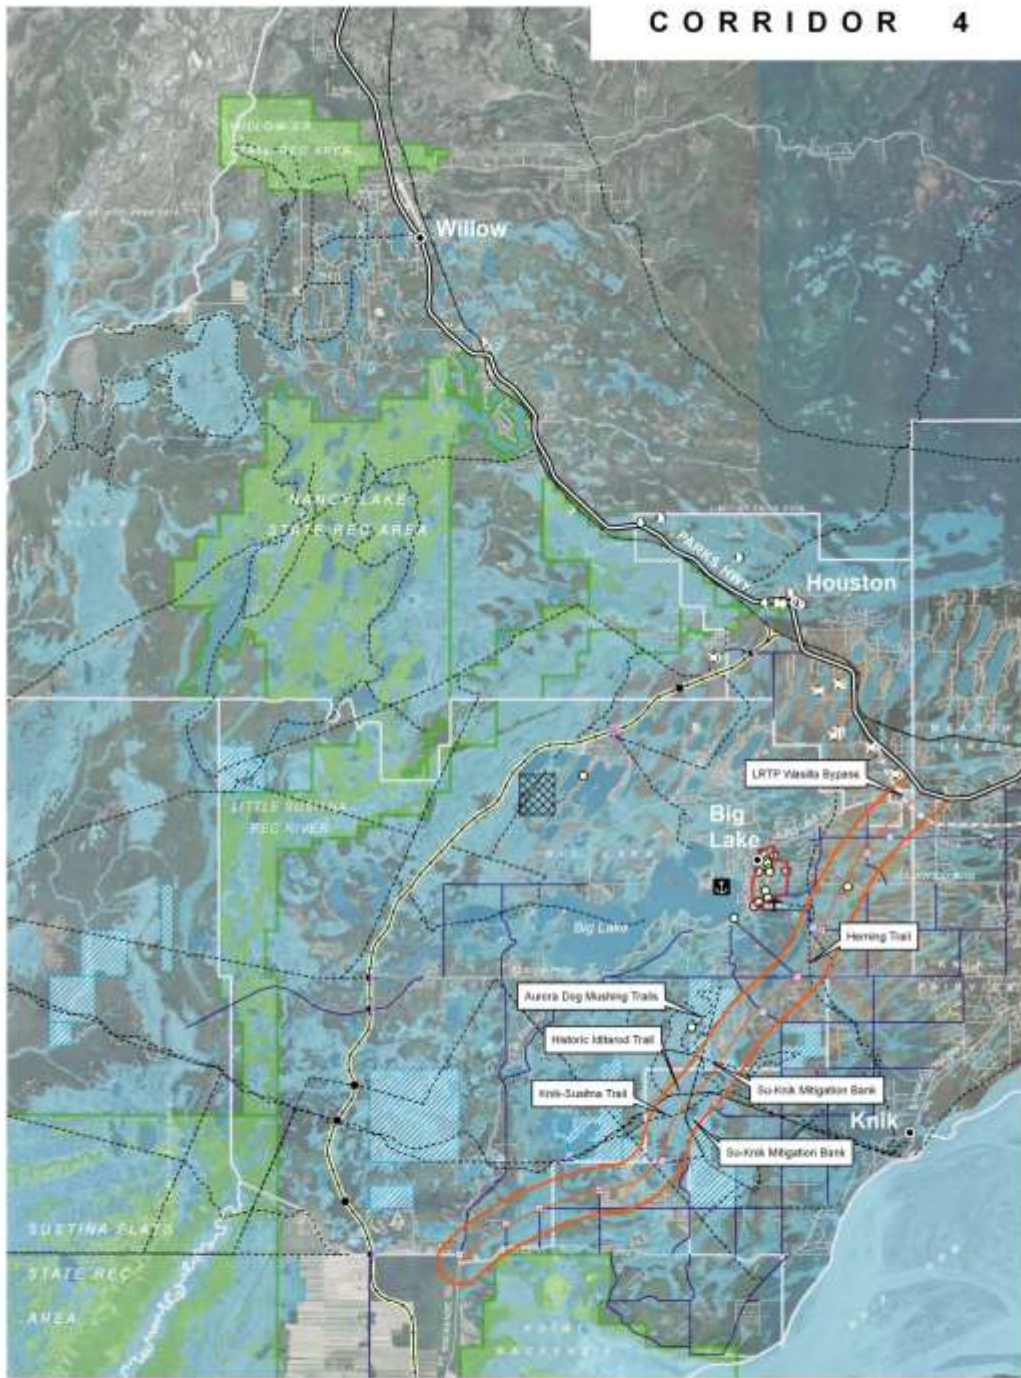 CORRIDOR 4
WILLOW CR
STATE REC AREA
Willow
NANCY LAKE
STATE REC AREA
WILLOW
PARKS HWY
Houston
LRTP Wasilla Bypass
LITTLE SUSITNA
REC RIVER
Big
Lake
Big Lake
Herning Trail
Aurora Dog Mushing Trails
Historic Iditarod Trail
Knik-Susitna Trail
Su-Knik Mitigation Bank
Knik
Su-Knik Mitigation Bank
SUSTINA FLATS
STATE REC
AREA